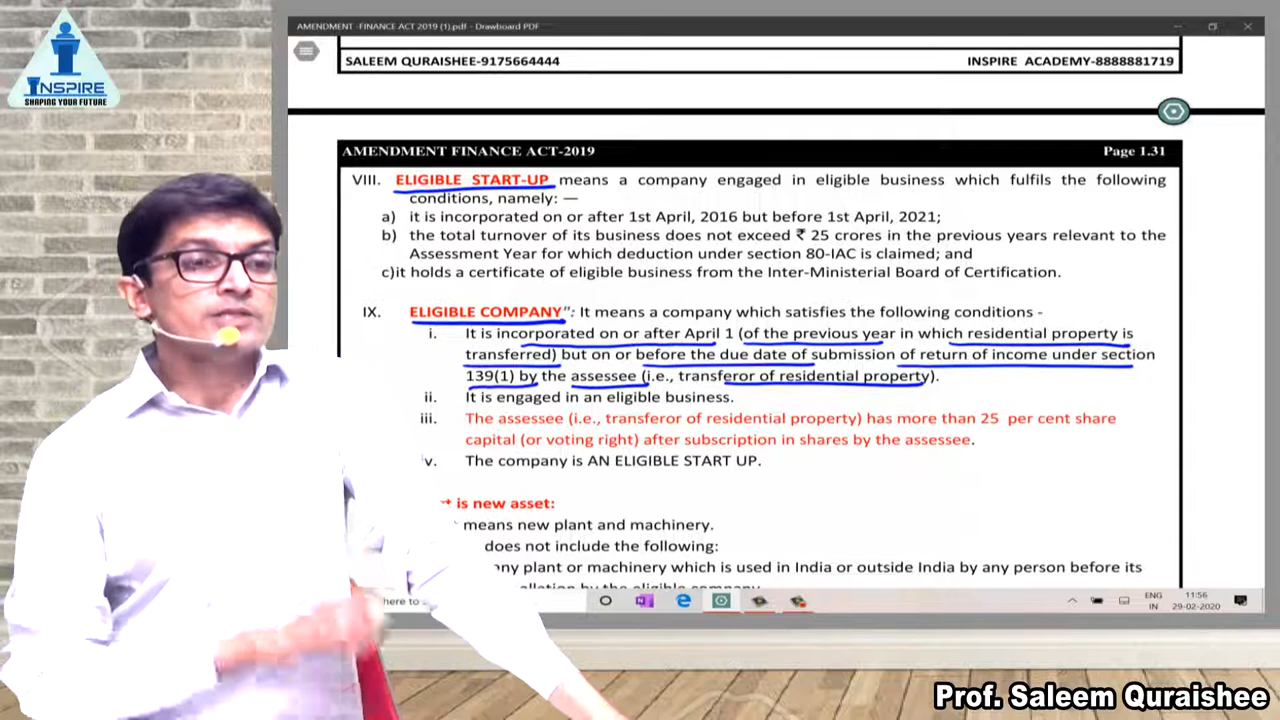 AMENDMENT -FINANCE ACT 2019 (1).pdf - Drawboard PDF
INSPIRE
SHAPING YOUR FUTURE
SALEEM QURAISHEE-9175664444 INSPIRE ACADEMY-8888881719
AMENDMENT FINANCE ACT-2019 Page 1.31
VIII. ELIGIBLE START-UP means a company engaged in eligible business which fulfils the following
conditions, namely: —
a) it is incorporated on or after 1st April, 2016 but before 1st April, 2021;
b) the total turnover of its business does not exceed ₹ 25 crores in the previous years relevant to the
Assessment Year for which deduction under section 80-IAC is claimed; and
c)it holds a certificate of eligible business from the Inter-Ministerial Board of Certification.
IX. ELIGIBLE COMPANY”: It means a company which satisfies the following conditions -
i. It is incorporated on or after April 1 (of the previous year in which residential property is
transferred) but on or before the due date of submission of return of income under section
139(1) by the assessee (i.e., transferor of residential property).
ii. It is engaged in an eligible business.
iii. The assessee (i.e., transferor of residential property) has more than 25 per cent share
capital (or voting right) after subscription in shares by the assessee.
v. The company is AN ELIGIBLE START UP.
is new asset:
means new plant and machinery.
does not include the following:
any plant or machinery which is used in India or outside India by any person before its
by the eligible company
here to
ENG
IN
11:56
29-02-2020
Prof. Saleem Quraishee